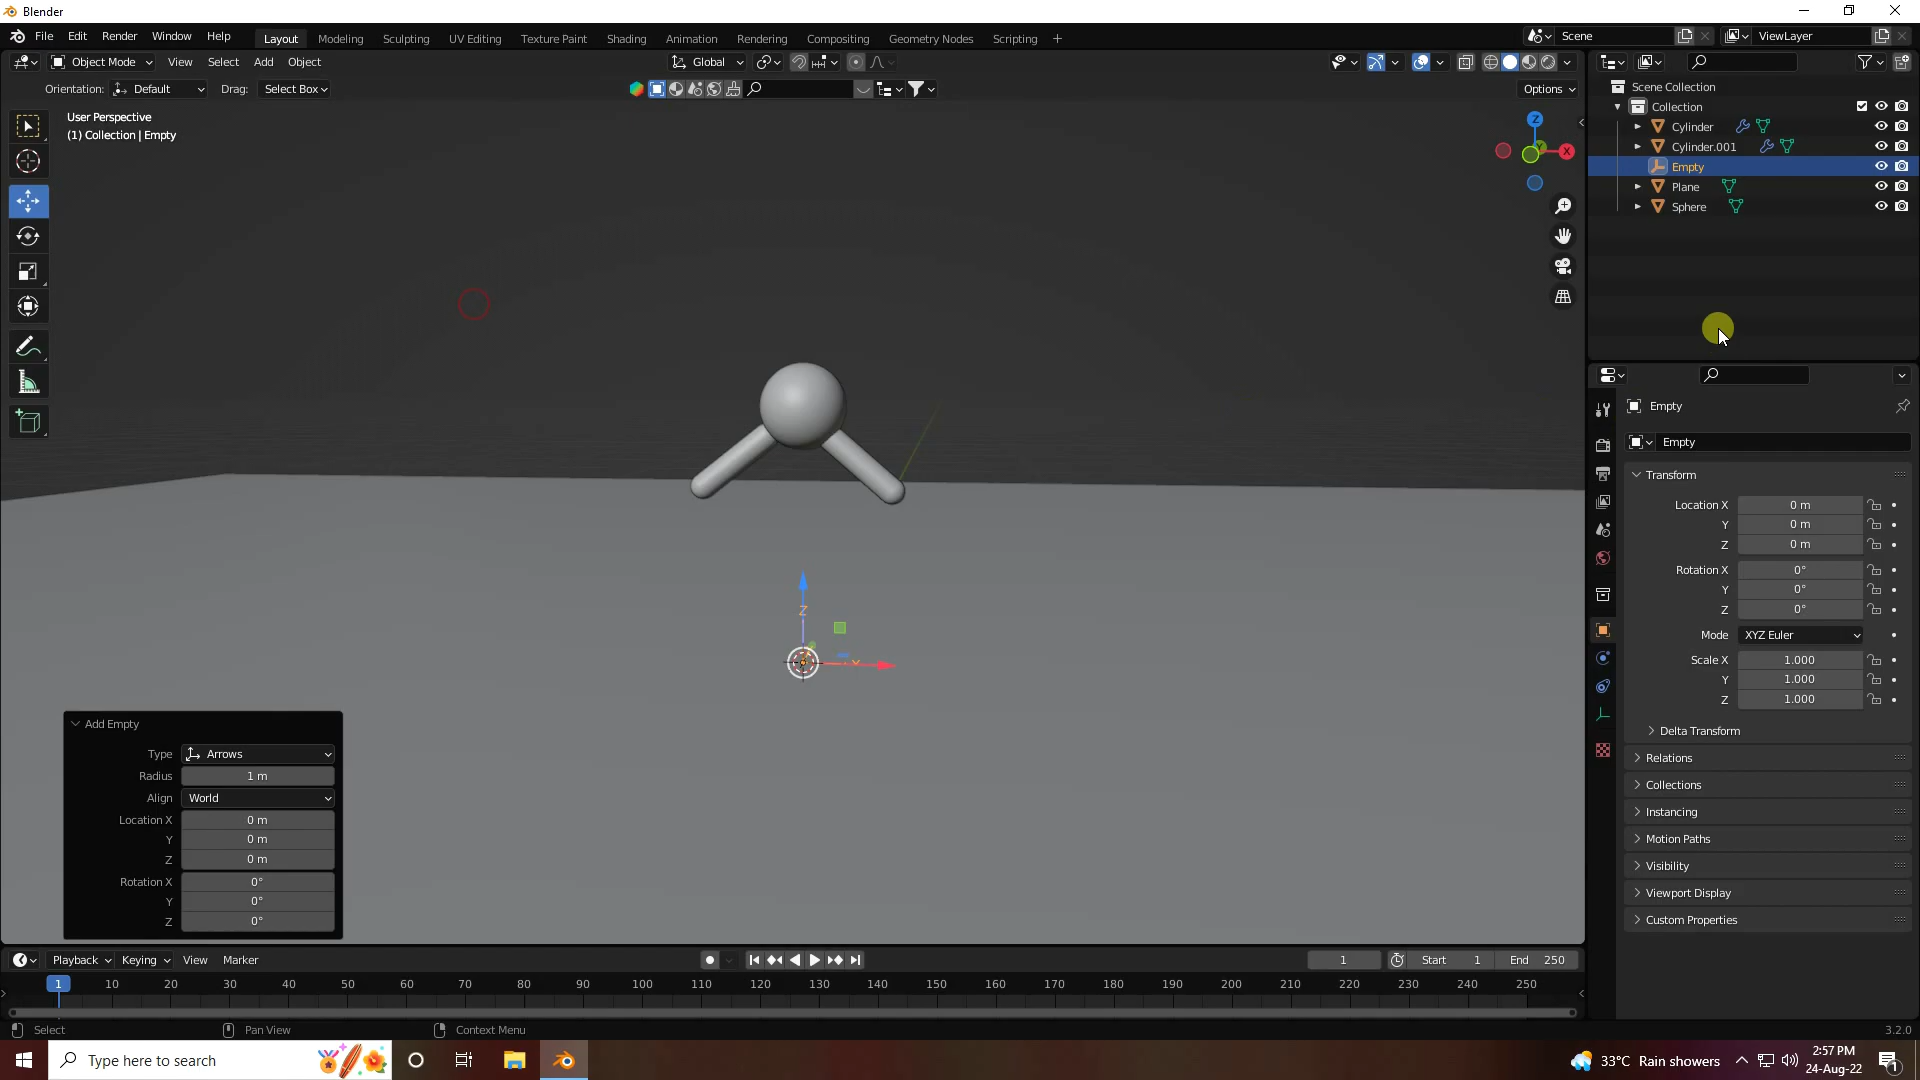 Blender
File Edit Render Window Help Layout Modeling Sculpting UV Editing Texture Paint Shading Animation Rendering Compositing Geometry Nodes Scripting + Scene ViewLayer
Object Mode View Select Add Object Global
Orientation: Default Drag: Select Box Options
User Perspective
(1) Collection | Empty
Z
X
Scene Collection
Collection
Cylinder
Cylinder.001
Empty
Plane
Sphere
Empty
Empty
Transform
Location X 0 m
Y 0 m
Z 0 m
Rotation X 0°
Y 0°
Z 0°
Mode XYZ Euler
Scale X 1.000
Y 1.000
Z 1.000
Delta Transform
Relations
Collections
Instancing
Motion Paths
Visibility
Viewport Display
Custom Properties
Z
Add Empty
Type Arrows
Radius 1 m
Align World
Location X 0 m
Y 0 m
Z 0 m
Rotation X 0°
Y 0°
Z 0°
Playback Keying View Marker 1 Start 1 End 250
1 10 20 30 40 50 60 70 80 90 100 110 120 130 140 150 160 170 180 190 200 210 220 230 240 250
Select Pan View Context Menu 3.2.0
Type here to search 33°C Rain showers 2:57 PM
24-Aug-22
1